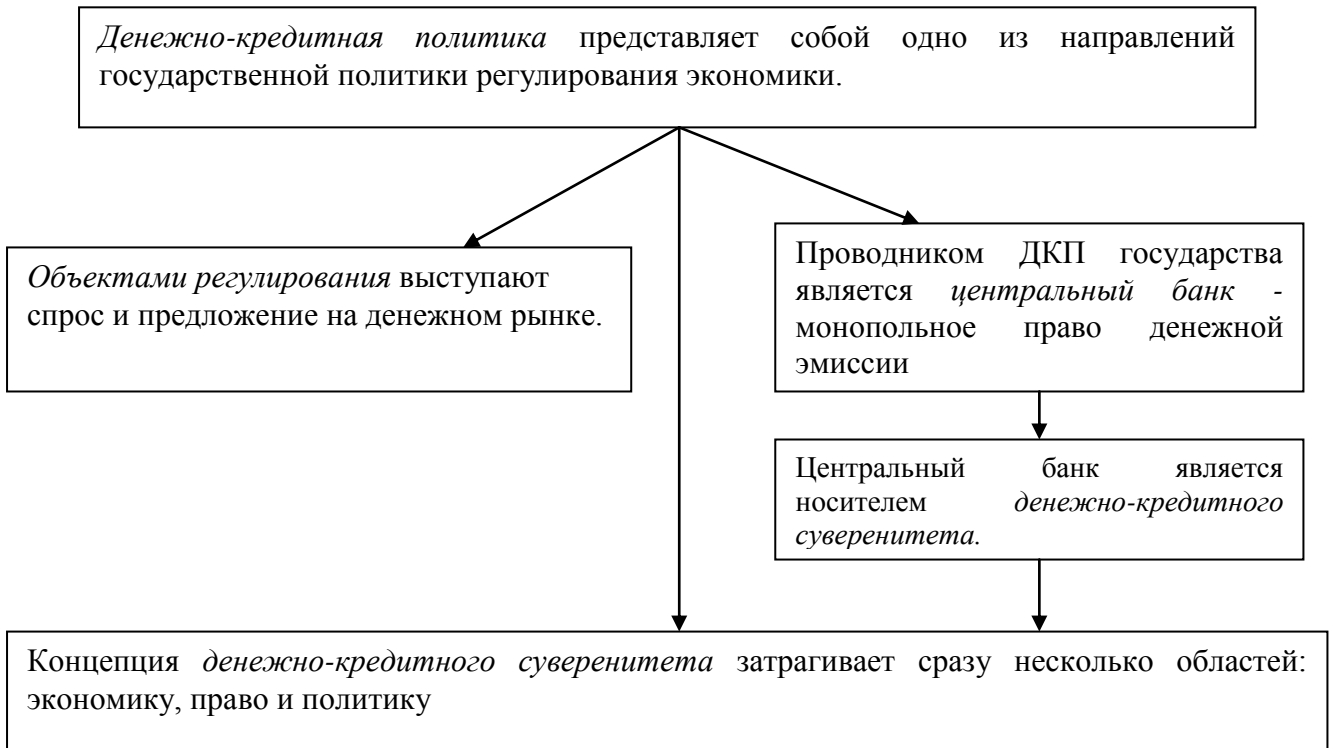 Денежно-кредитная политика представляет собой одно из направлений
государственной политики регулирования экономики.
Объектами регулирования выступают
спрос и предложение на денежном рынке.
Проводником ДКП государства
является центральный банк -
монопольное право денежной
эмиссии
Центральный банк является
носителем денежно-кредитного
суверенитета.
Концепция денежно-кредитного суверенитета затрагивает сразу несколько областей:
экономику, право и политику